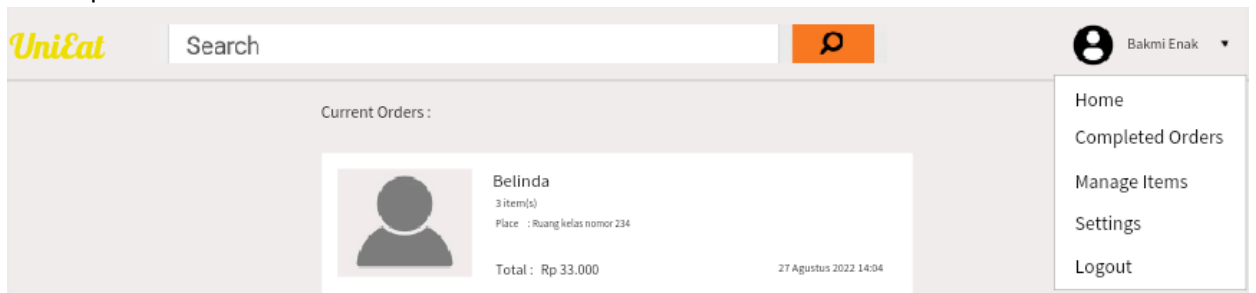 UniEat
Search
Bakmi Enak
Home
Completed Orders
Manage Items
Settings
Logout
Current Orders :
Belinda
3 item(s)
Place : Ruang kelas nomor 234
Total : Rp 33.000
27 Agustus 2022 14:04